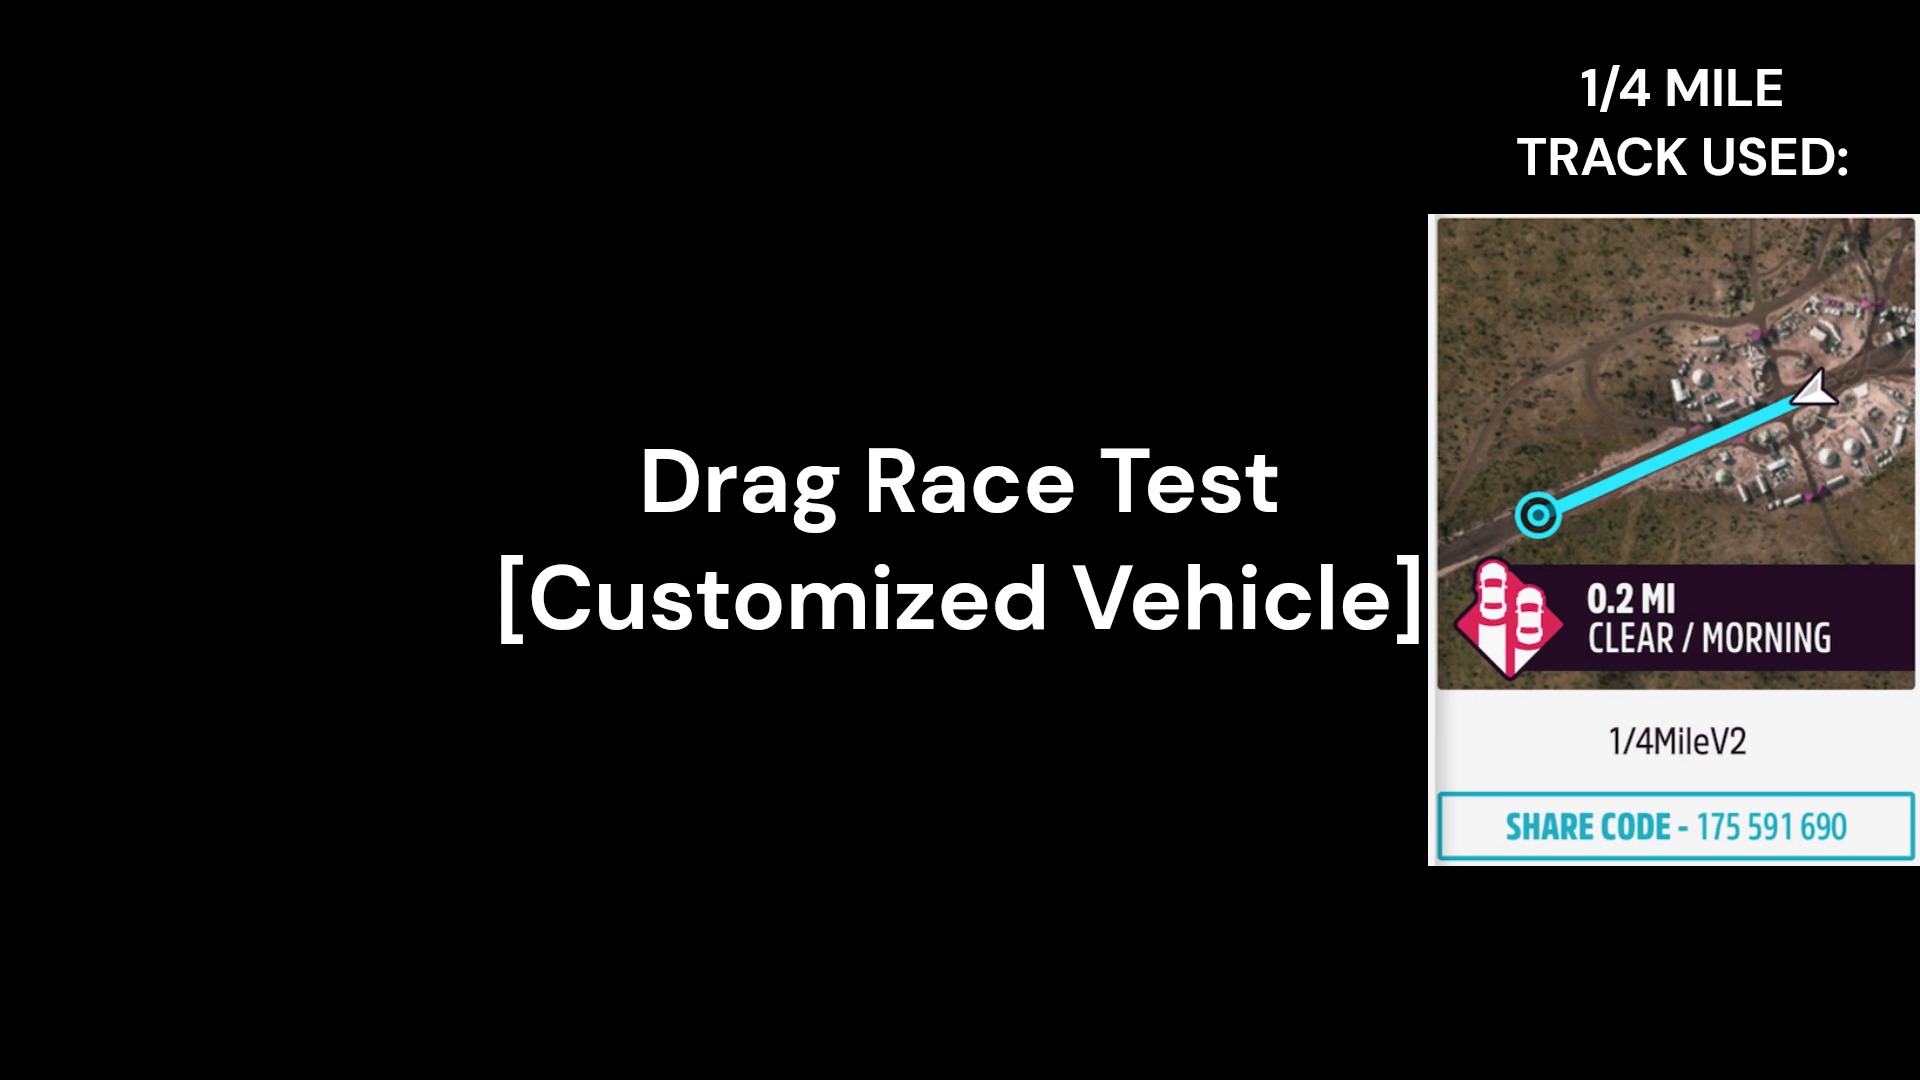 1/4 MILE
TRACK USED:
Drag Race Test
[Customized Vehicle]
0.2 MI
CLEAR / MORNING
1/4MileV2
SHARE CODE - 175 591 690